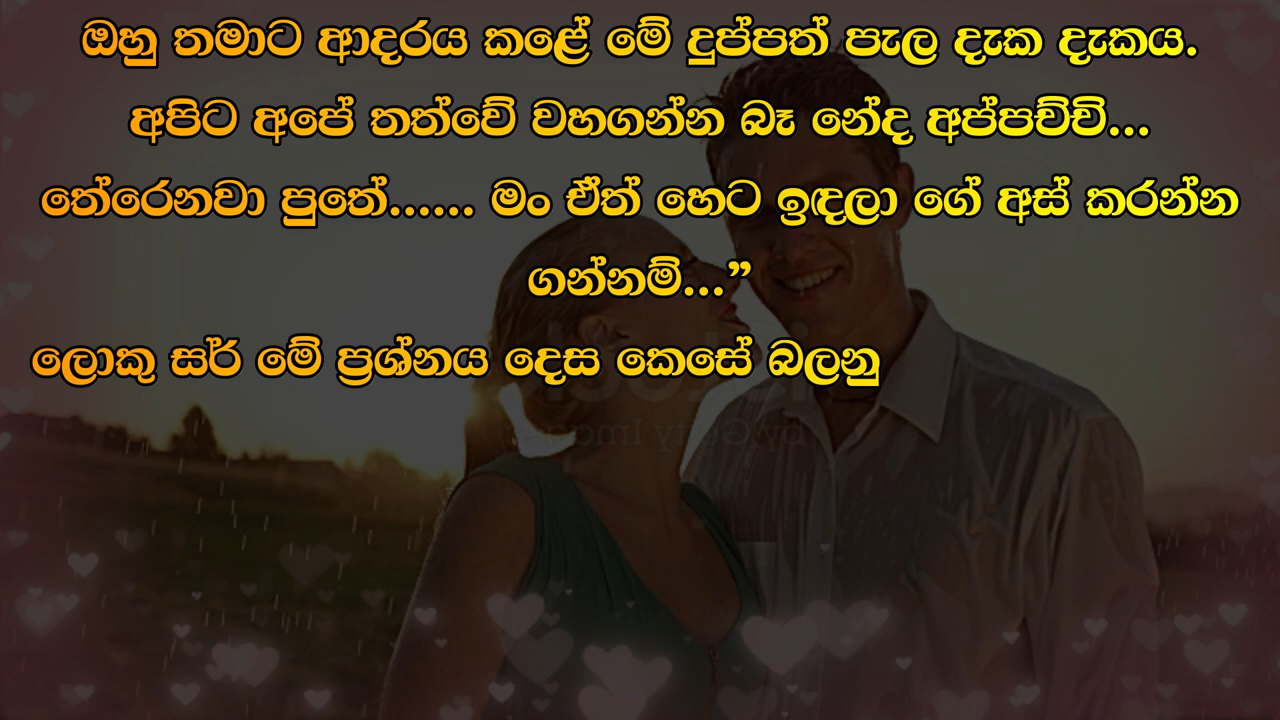 ඔහු තමාට ආදරය කළේ මේ දුප්පත් පැල දැක දැකය.
අපිට අපේ තත්වේ වහගන්න බෑ නේද අප්පච්චි...
තේරෙනවා පුතේ...... මං ඒත් හෙට ඉඳලා ගේ අස් කරන්න
ගන්නම්...”
ලොකු සර් මේ ප්‍රශ්නය දෙස කෙසේ බලනු